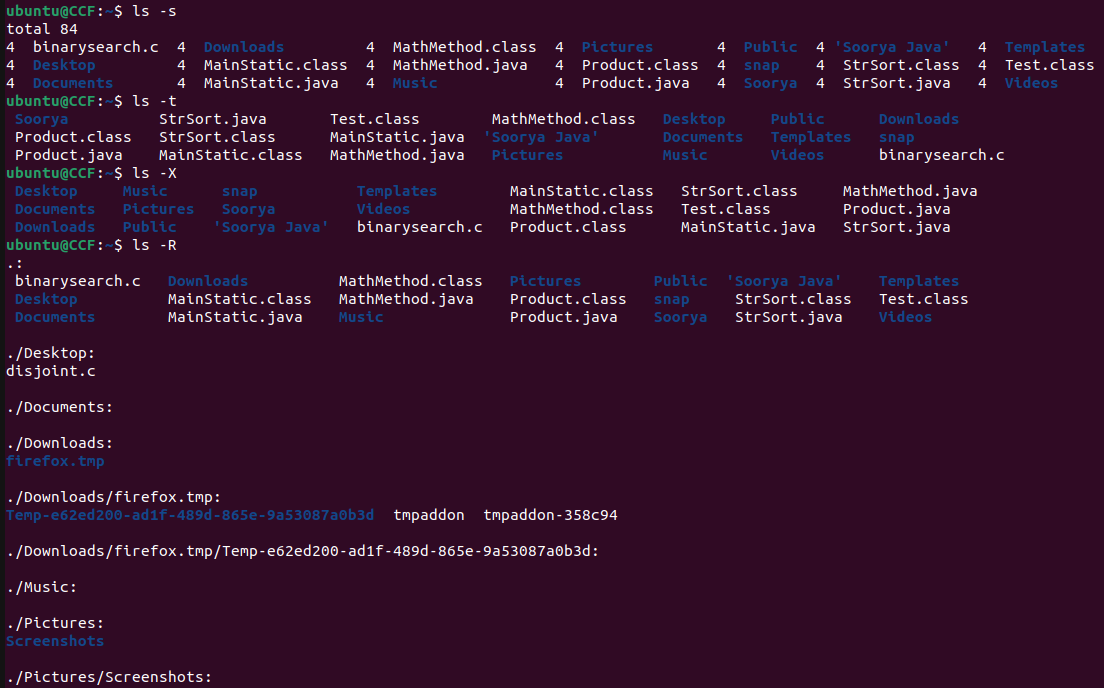 ubuntu@CCF:~$ ls -s
total 84
4 binarysearch.c 4 Downloads 4 MathMethod.class 4 Pictures 4 Public 4 'Soorya Java' 4 Templates
4 Desktop 4 MainStatic.class 4 MathMethod.java 4 Product.class 4 snap 4 StrSort.class 4 Test.class
4 Documents 4 MainStatic.java 4 Music 4 Product.java 4 Soorya 4 StrSort.java 4 Videos
ubuntu@CCF:~$ ls -t
Soorya StrSort.java Test.class MathMethod.class Desktop Public Downloads
Product.class StrSort.class MainStatic.java 'Soorya Java' Documents Templates snap
Product.java MainStatic.class MathMethod.java Pictures Music Videos binarysearch.c
ubuntu@CCF:~$ ls -X
Desktop Music snap Templates MainStatic.class StrSort.class MathMethod.java
Documents Pictures Soorya Videos MathMethod.class Test.class Product.java
Downloads Public 'Soorya Java' binarysearch.c Product.class MainStatic.java StrSort.java
ubuntu@CCF:~$ ls -R
.:
binarysearch.c Downloads MathMethod.class Pictures Public 'Soorya Java' Templates
Desktop MainStatic.class MathMethod.java Product.class snap StrSort.class Test.class
Documents MainStatic.java Music Product.java Soorya StrSort.java Videos
./Desktop:
disjoint.c
./Documents:
./Downloads:
firefox.tmp
./Downloads/firefox.tmp:
Temp-e62ed200-ad1f-489d-865e-9a53087a0b3d tmpaddon tmpaddon-358c94
./Downloads/firefox.tmp/Temp-e62ed200-ad1f-489d-865e-9a53087a0b3d:
./Music:
./Pictures:
Screenshots
./Pictures/Screenshots: